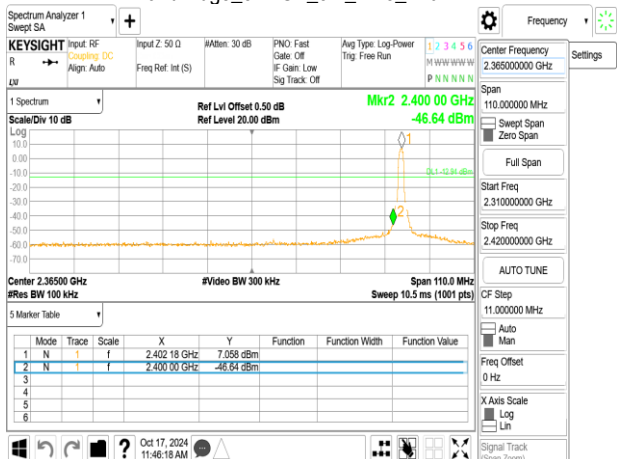 Spectrum Analyzer 1
Swept SA
+
Frequency
KEYSIGHT
Input: RF
Coupling: DC
Align: Auto
Input Z: 50 Ω
Freq Ref: Int (S)
#Atten: 30 dB
PNO: Fast
Gate: Off
IF Gain: Low
Sig Track: Off
Avg Type: Log-Power
Trig: Free Run
1 2 3 4 5 6
M W W W W W
P N N N N N
R
LXI
1 Spectrum
Scale/Div 10 dB
Ref Lvl Offset 0.50 dB
Ref Level 20.00 dBm
Mkr2 2.400 00 GHz
-46.64 dBm
Log
10.0
0.00
-10.0
-20.0
-30.0
-40.0
-50.0
-60.0
-70.0
1
DL1 -12.91 dBm
2
Center 2.36500 GHz
#Video BW 300 kHz
Span 110.0 MHz
#Res BW 100 kHz
Sweep 10.5 ms (1001 pts)
5 Marker Table
Mode Trace Scale X Y Function Function Width Function Value
1 N 1 f 2.402 18 GHz 7.058 dBm
2 N 1 f 2.400 00 GHz -46.64 dBm
3
4
5
6
?
Oct 17, 2024
11:46:18 AM
Center Frequency
2.365000000 GHz
Settings
Span
110.000000 MHz
Swept Span
Zero Span
Full Span
Start Freq
2.310000000 GHz
Stop Freq
2.420000000 GHz
AUTO TUNE
CF Step
11.000000 MHz
Auto
Man
Freq Offset
0 Hz
X Axis Scale
Log
Lin
Signal Track
(Span Zoom)